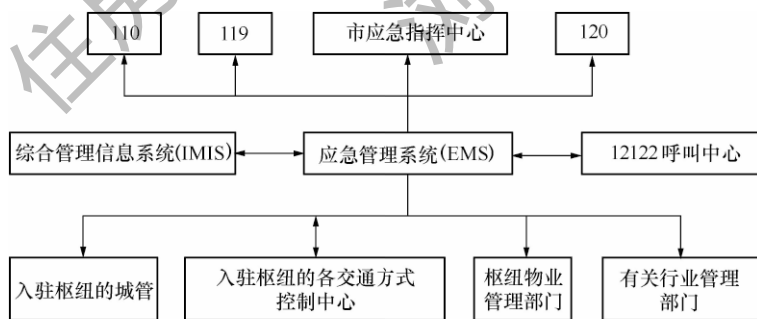 110
119
市应急指挥中心
120
综合管理信息系统(IMIS)
应急管理系统(EMS)
12122呼叫中心
入驻枢纽的城管
入驻枢纽的各交通方式
控制中心
枢纽物业
管理部门
有关行业管理
部门
住房
浏